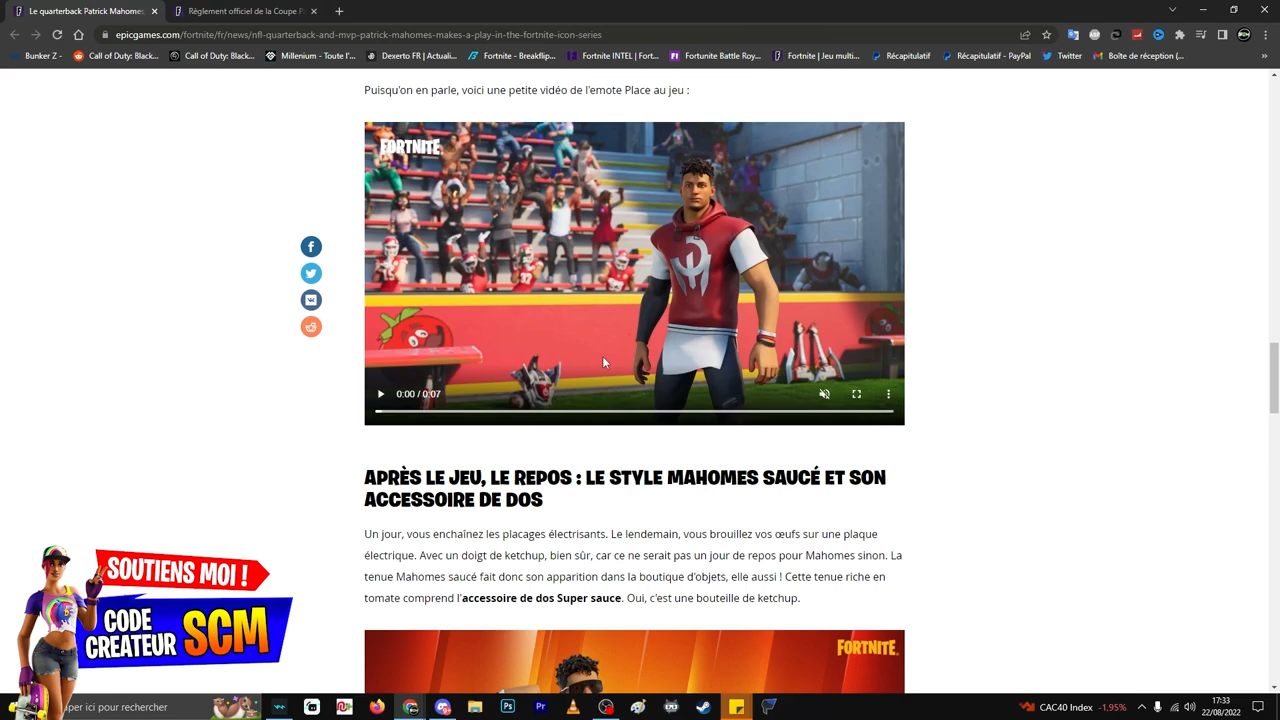 Le quarterback Patrick Mahomes
Règlement officiel de la Coupe P
epicgames.com/fortnite/fr/news/nfl-quarterback-and-mvp-patrick-mahomes-makes-a-play-in-the-fortnite-icon-series
Bunker Z -
Call of Duty: Black...
Call of Duty: Black...
Millenium - Toute l'...
Dexerto FR | Actuali...
Fortnite - Breakflip...
Fortnite INTEL | Fort...
Fortunite Battle Roy...
Fortnite | Jeu multi...
Récapitulatif
Récapitulatif - PayPal
Twitter
Boîte de réception (...
»
Puisqu'on en parle, voici une petite vidéo de l'emote Place au jeu :
FORTNITE
0:00 / 0:07
APRÈS LE JEU, LE REPOS : LE STYLE MAHOMES SAUCÉ ET SON
ACCESSOIRE DE DOS
Un jour, vous enchaînez les placages électrisants. Le lendemain, vous brouillez vos œufs sur une plaque
électrique. Avec un doigt de ketchup, bien sûr, car ce ne serait pas un jour de repos pour Mahomes sinon. La
tenue Mahomes saucé fait donc son apparition dans la boutique d'objets, elle aussi ! Cette tenue riche en
tomate comprend l'accessoire de dos Super sauce. Oui, c'est une bouteille de ketchup.
FORTNITE
SOUTIENS MOI !
CODE
CREATEUR SCM
aper ici pour rechercher
CAC40 Index -1,95%
17:33
22/08/2022